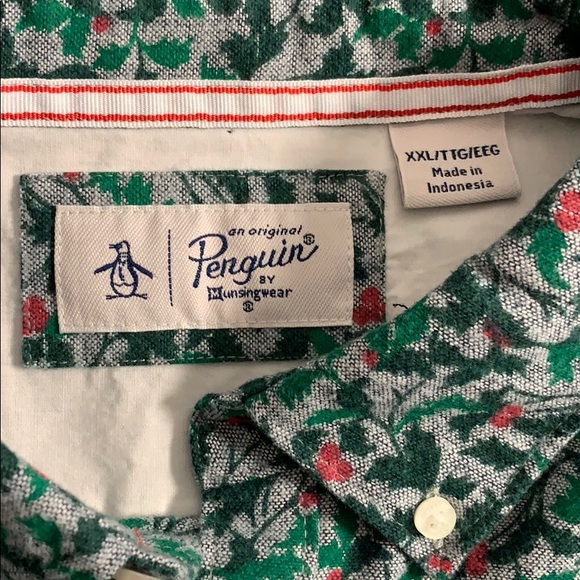 an original
Penguin®
BY
Munsingwear
®
XXL/TTG/EEG
Made in
Indonesia